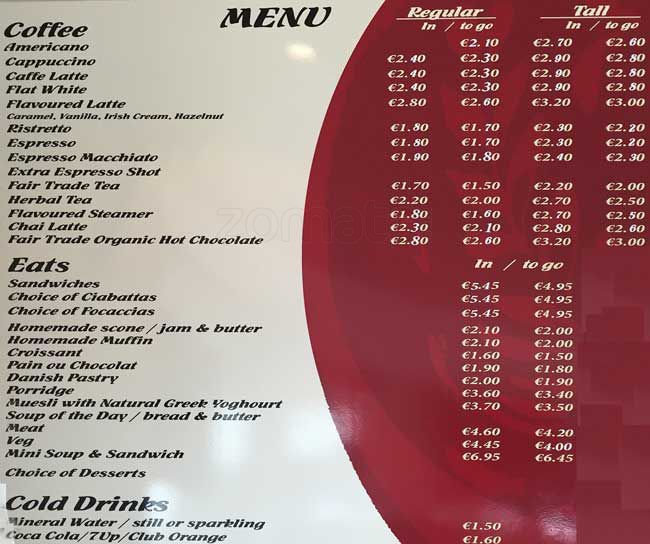 MENU
Regular Tall
In / to go In / to go
Coffee
Americano €2.10 €2.70 €2.60
Cappuccino €2.40 €2.30 €2.90 €2.80
Caffe Latte €2.40 €2.30 €2.90 €2.80
Flat White €2.40 €2.30 €2.90 €2.80
Flavoured Latte €2.80 €2.60 €3.20 €3.00
Caramel, Vanilla, Irish Cream, Hazelnut
Ristretto €1.80 €1.70 €2.30 €2.20
Espresso €1.80 €1.70 €2.30 €2.20
Espresso Macchiato €1.90 €1.80 €2.40 €2.30
Extra Espresso Shot
Fair Trade Tea €1.70 €1.50 €2.20 €2.00
Herbal Tea €2.20 €2.00 €2.70 €2.50
Flavoured Steamer €1.80 €1.60 €2.70 €2.50
Chai Latte €2.30 €2.10 €2.80 €2.60
Fair Trade Organic Hot Chocolate €2.80 €2.60 €3.20 €3.00
zomato
Eats In / to go
Sandwiches €5.45 €4.95
Choice of Ciabattas €5.45 €4.95
Choice of Focaccias €5.45 €4.95
Homemade scone / jam & butter €2.10 €2.00
Homemade Muffin €2.10 €2.00
Croissant €1.60 €1.50
Pain ou Chocolat €1.90 €1.80
Danish Pastry €2.00 €1.90
Porridge €3.60 €3.40
Muesli with Natural Greek Yoghourt €3.70 €3.50
Soup of the Day / bread & butter
Meat €4.60 €4.20
Veg €4.45 €4.00
Mini Soup & Sandwich €6.95 €6.45
Choice of Desserts
Cold Drinks
Mineral Water / still or sparkling €1.50
Coca Cola/7Up/Club Orange €1.60